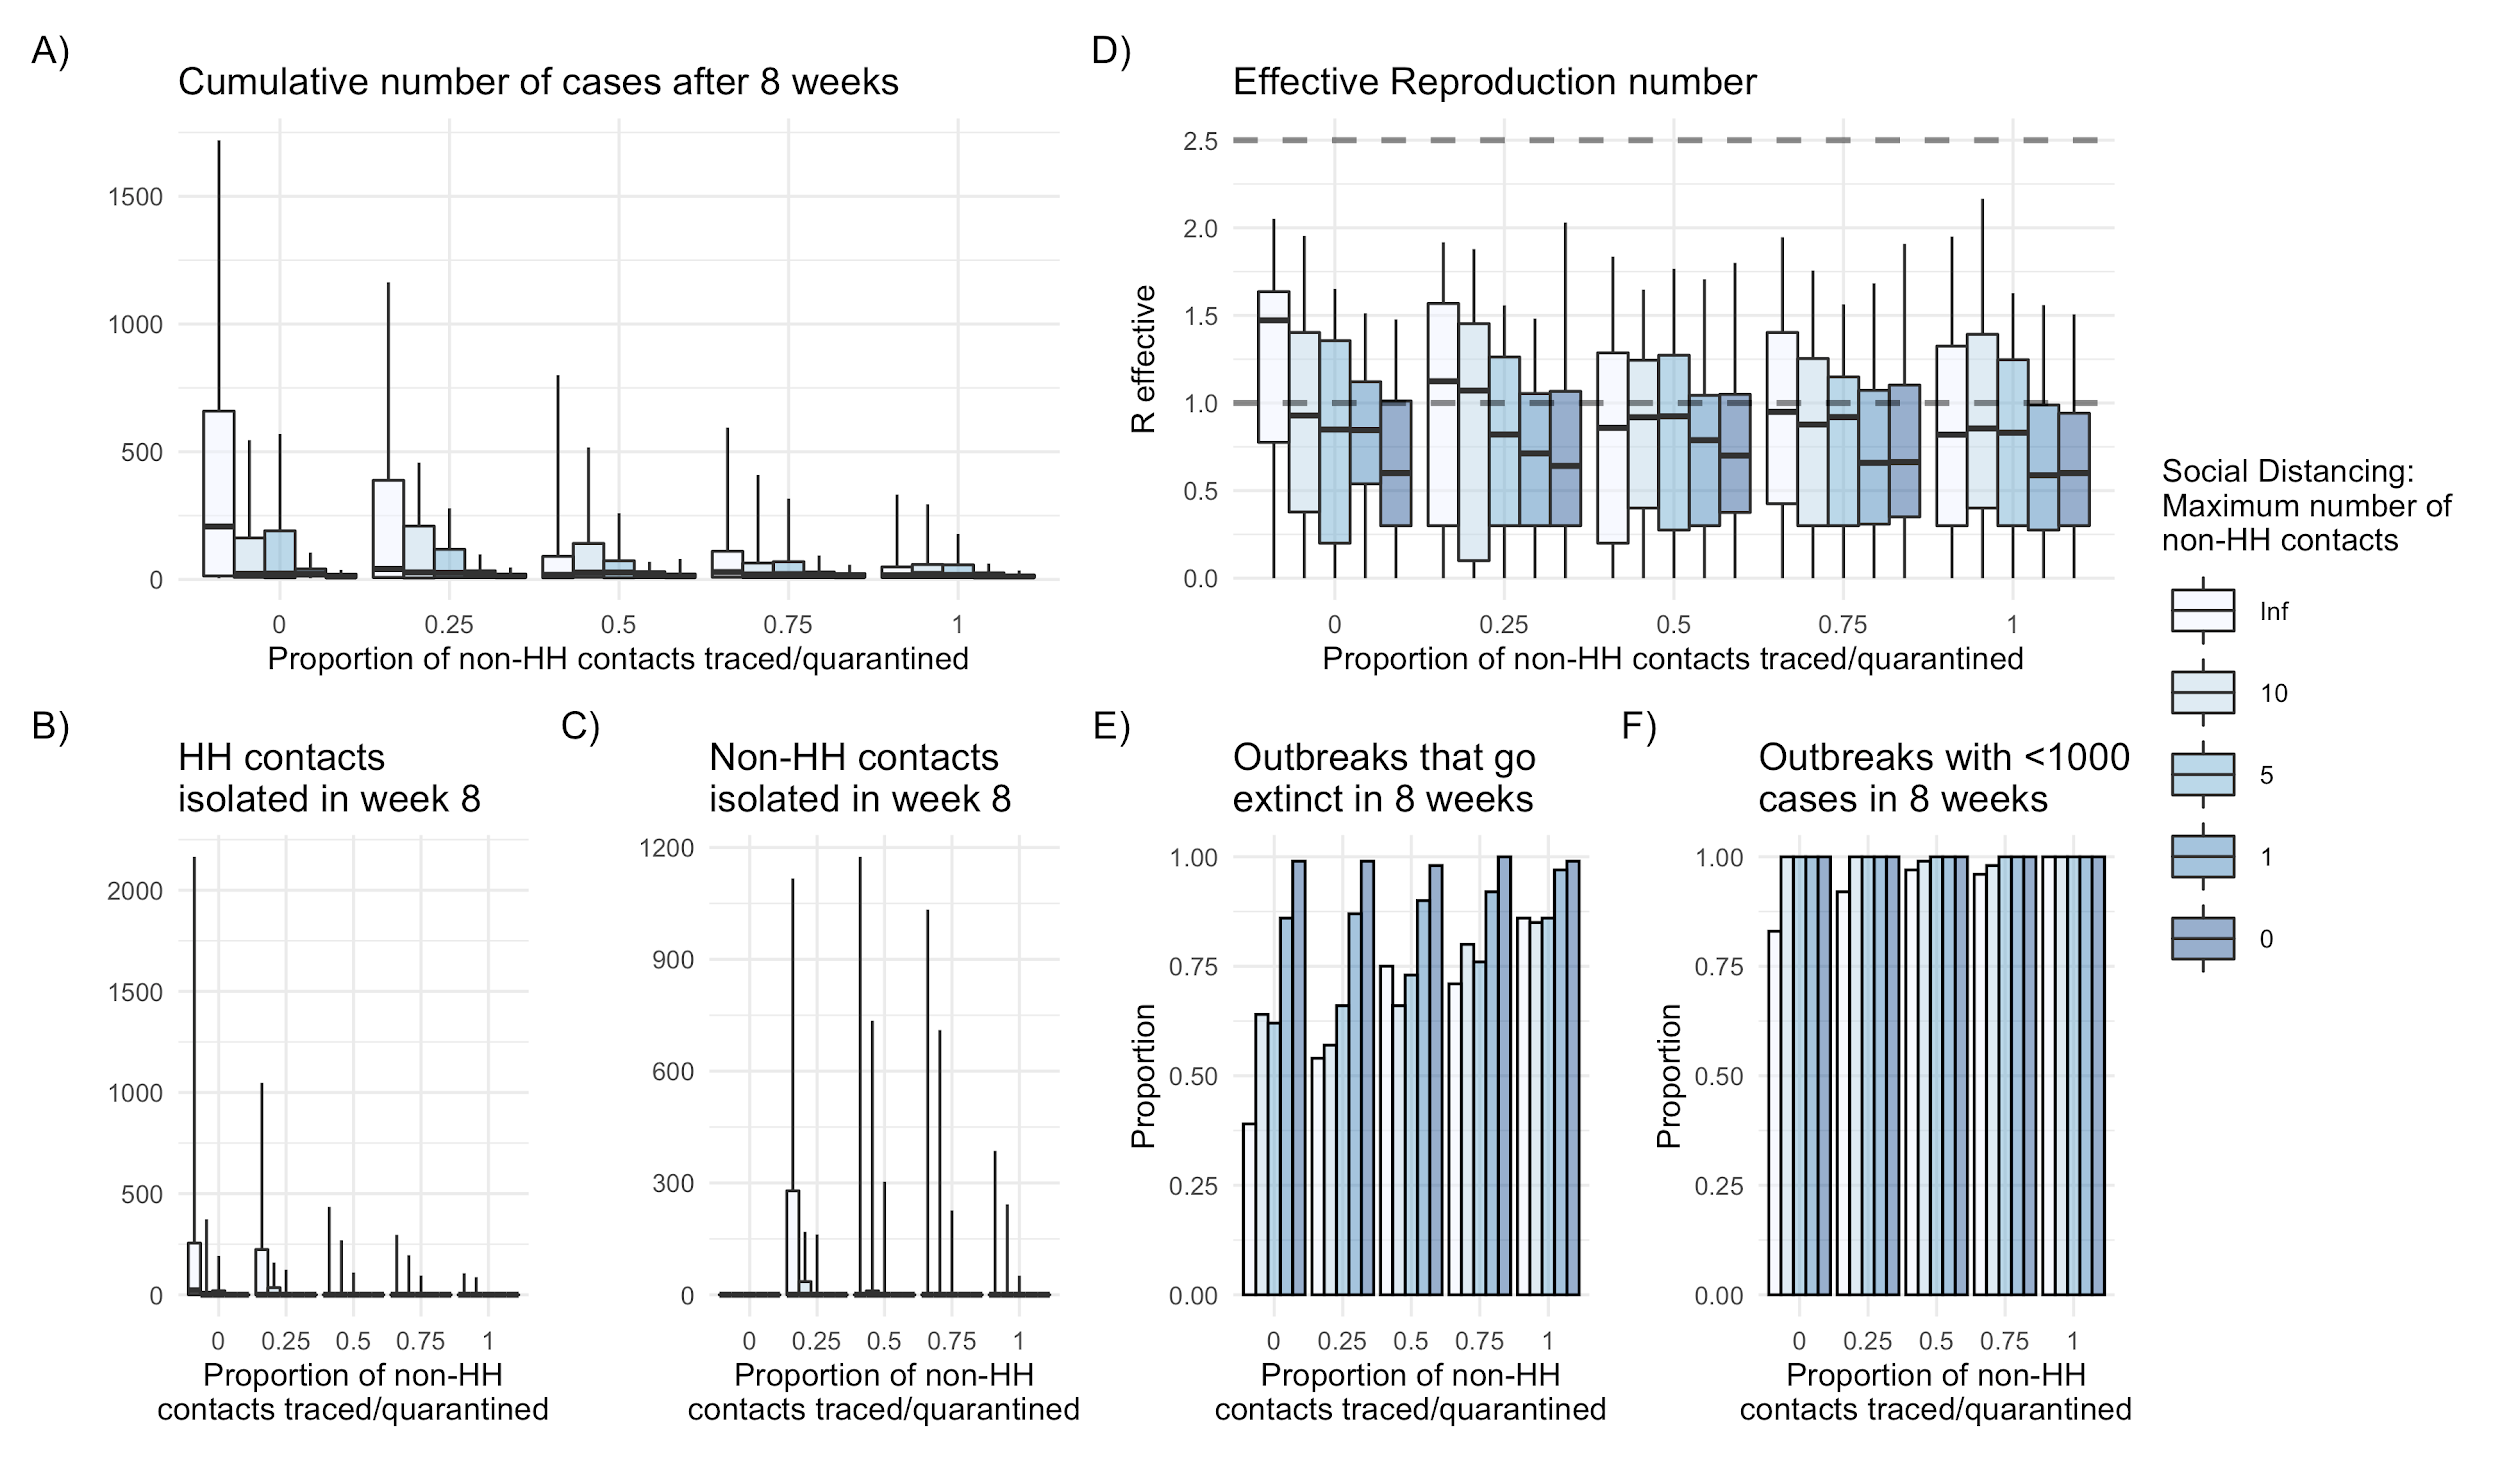 A)
Cumulative number of cases after 8 weeks
1500
1000
500
0
0 0.25 0.5 0.75 1
Proportion of non-HH contacts traced/quarantined
D)
Effective Reproduction number
R effective
2.5
2.0
1.5
1.0
0.5
0.0
0 0.25 0.5 0.75 1
Proportion of non-HH contacts traced/quarantined
Social Distancing:
Maximum number of
non-HH contacts
Inf
10
5
1
0
B)
HH contacts
isolated in week 8
2000
1500
1000
500
0
0 0.25 0.5 0.75 1
Proportion of non-HH
contacts traced/quarantined
C)
Non-HH contacts
isolated in week 8
1200
900
600
300
0
0 0.25 0.5 0.75 1
Proportion of non-HH
contacts traced/quarantined
E)
Outbreaks that go
extinct in 8 weeks
Proportion
1.00
0.75
0.50
0.25
0.00
0 0.25 0.5 0.75 1
Proportion of non-HH
contacts traced/quarantined
F)
Outbreaks with <1000
cases in 8 weeks
Proportion
1.00
0.75
0.50
0.25
0.00
0 0.25 0.5 0.75 1
Proportion of non-HH
contacts traced/quarantined